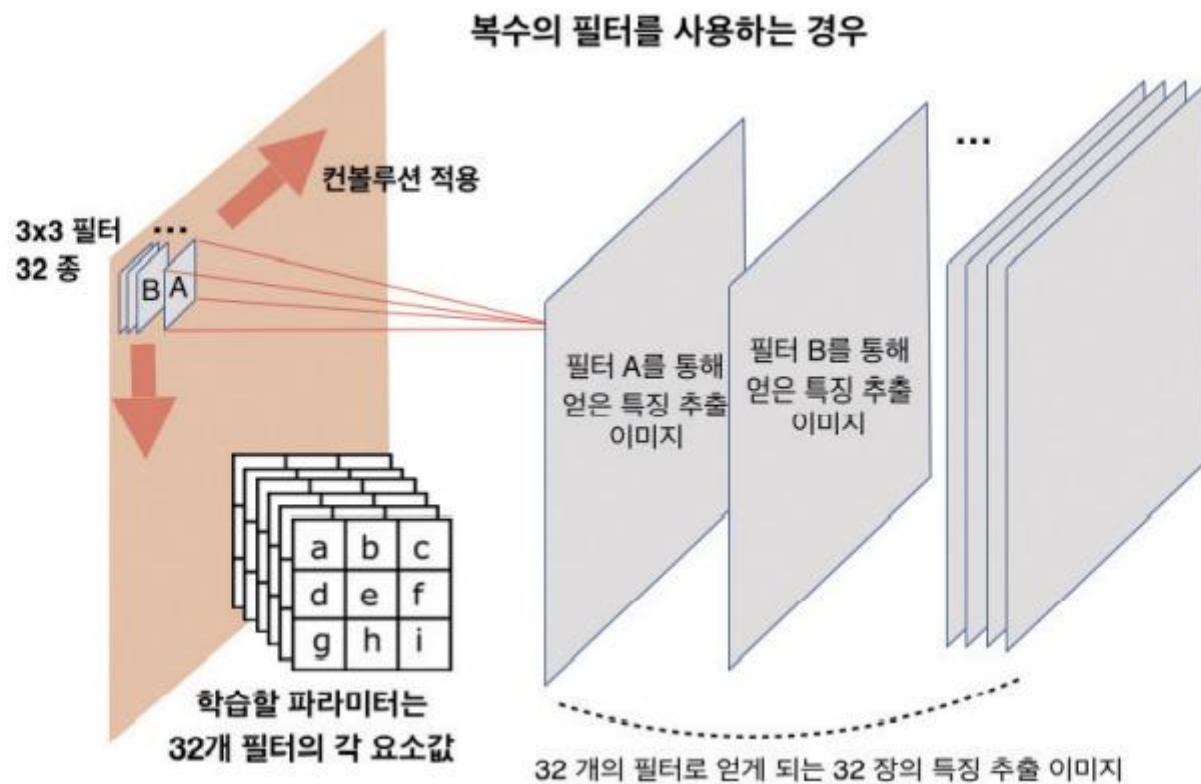 복수의 필터를 사용하는 경우
컨볼루션 적용
3x3 필터 ...
32 종
B A
...
필터 A를 통해
얻은 특징 추출
이미지
필터 B를 통해
얻은 특징 추출
이미지
a b c
d e f
g h i
학습할 파라미터는
32개 필터의 각 요소값
32 개의 필터로 얻게 되는 32 장의 특징 추출 이미지